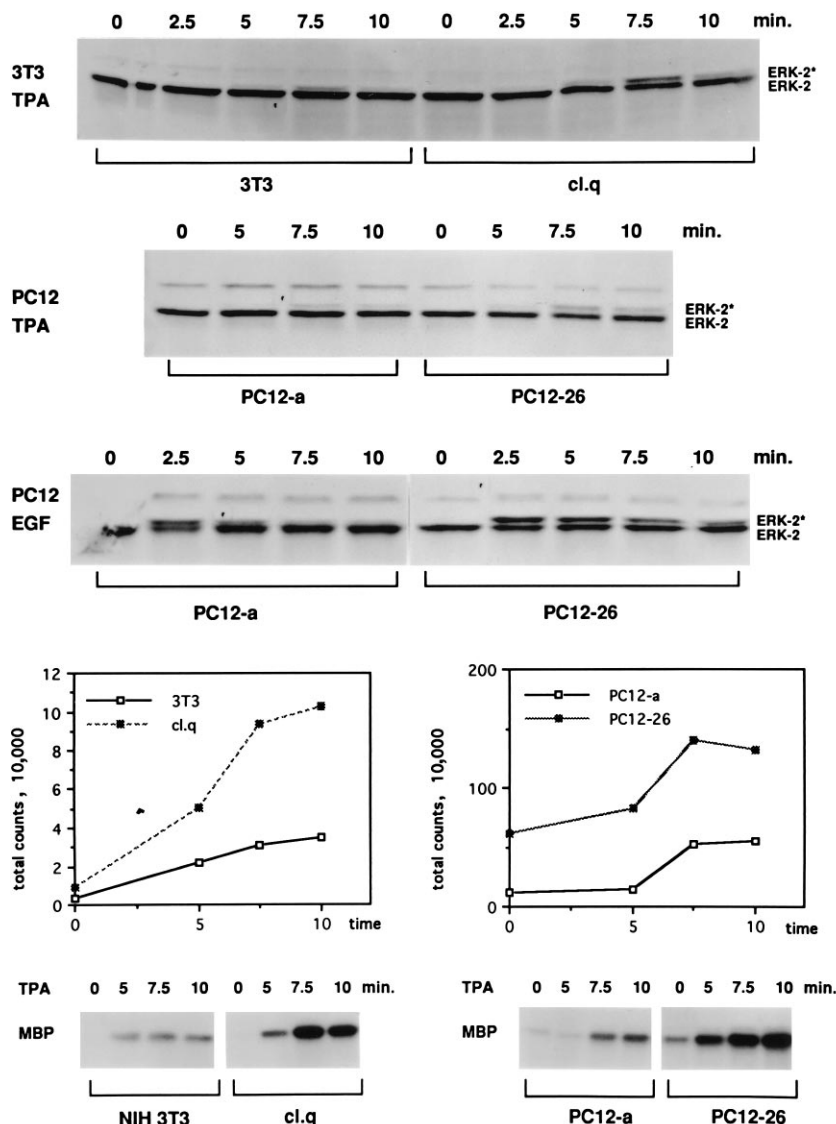 0 2.5 5 7.5 10 0 2.5 5 7.5 10 min.
3T3 TPA
ERK-2*
ERK-2
3T3 cl.q
0 5 7.5 10 0 5 7.5 10 min.
PC12 TPA
ERK-2*
ERK-2
PC12-a PC12-26
0 2.5 5 7.5 10 0 2.5 5 7.5 10 min.
PC12 EGF
ERK-2*
ERK-2
PC12-a PC12-26
total counts, 10,000
12
10
8
6
4
2
0
3T3
cl.q
0 5 10 time
total counts, 10,000
200
100
0
PC12-a
PC12-26
0 5 10 time
TPA 0 5 7.5 10 0 5 7.5 10 min.
MBP
NIH 3T3 cl.q
TPA 0 5 7.5 10 0 5 7.5 10 min.
MBP
PC12-a PC12-26